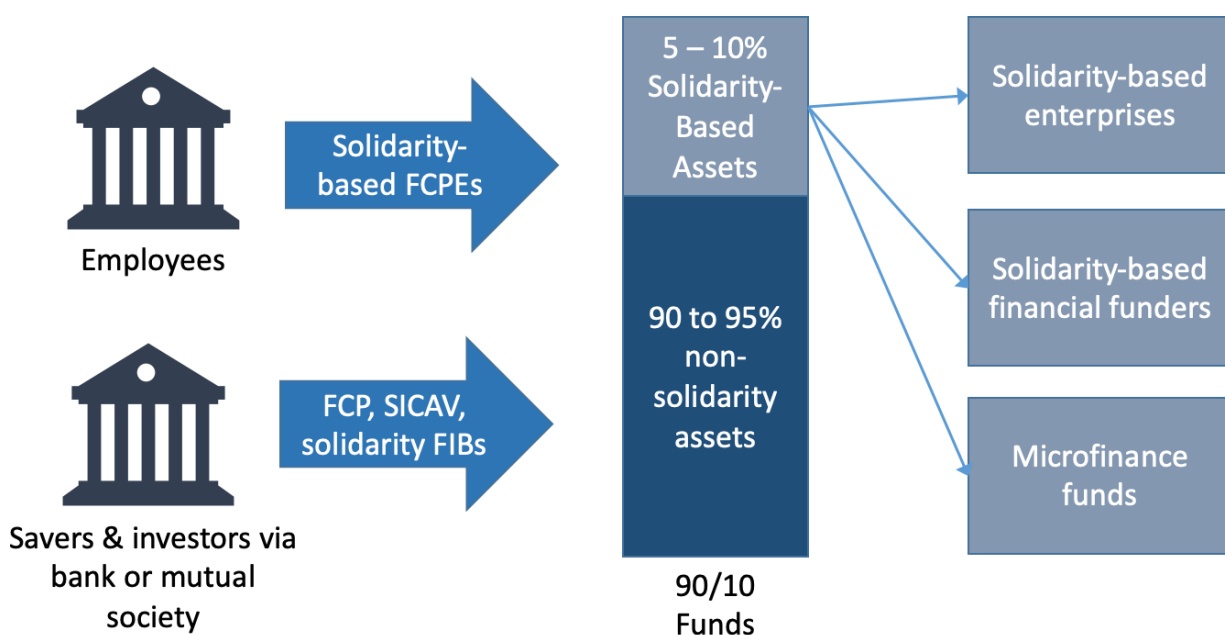 Employees
Solidarity-
based FCPEs
Savers & investors via
bank or mutual
society
FCP, SICAV,
solidarity FIBs
5 – 10%
Solidarity-
Based
Assets
90 to 95%
non-
solidarity
assets
90/10
Funds
Solidarity-based
enterprises
Solidarity-based
financial funders
Microfinance
funds